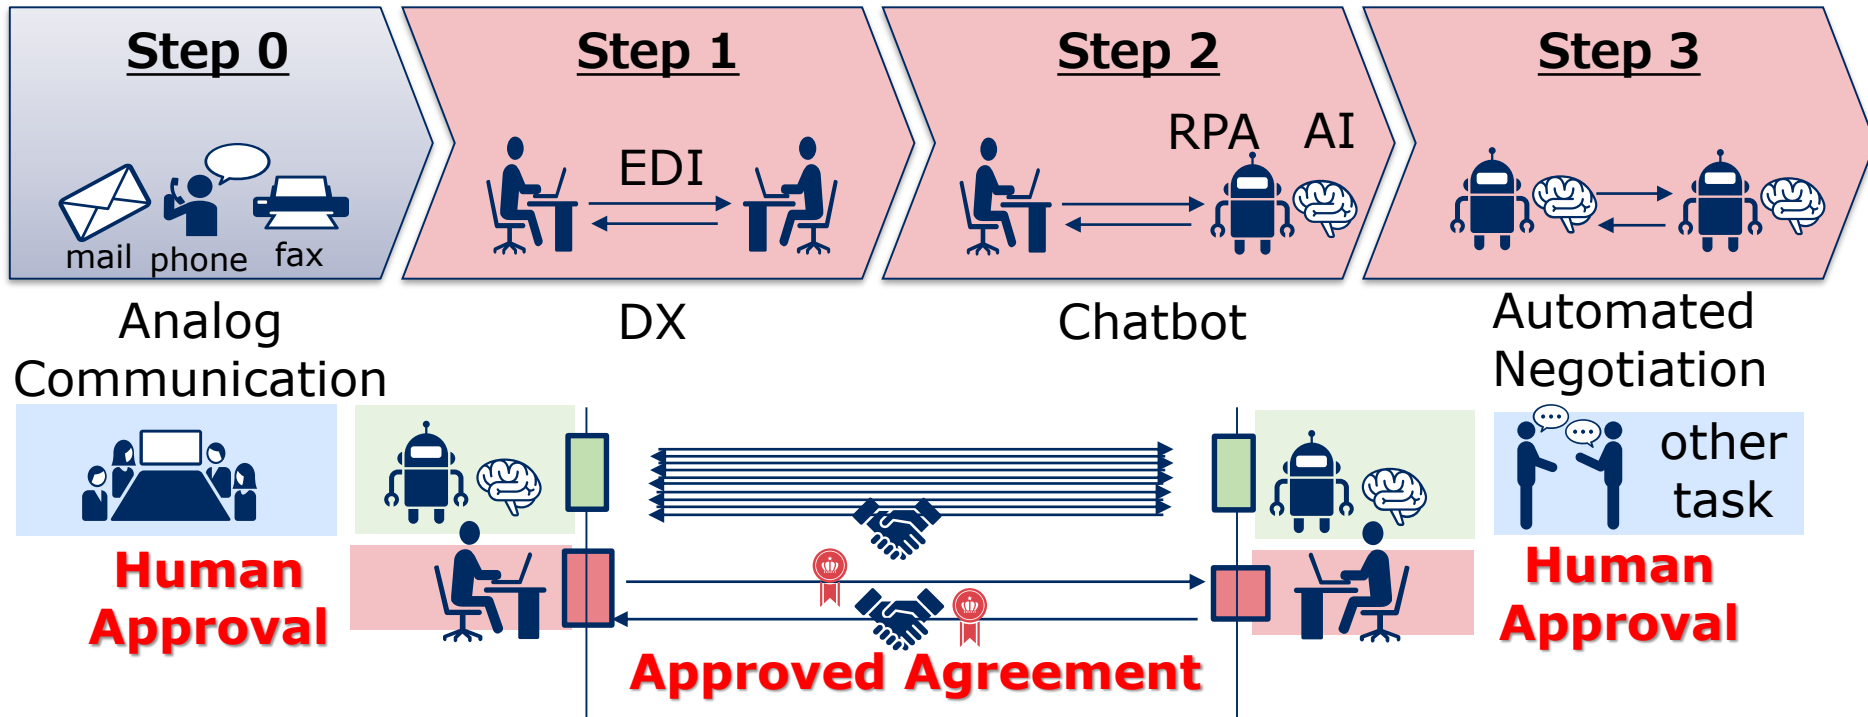 Step 0
Step 1
Step 2
Step 3
mail
phone
fax
EDI
RPA
AI
Analog
Communication
DX
Chatbot
Automated
Negotiation
other
task
Human
Approval
Human
Approval
Approved Agreement